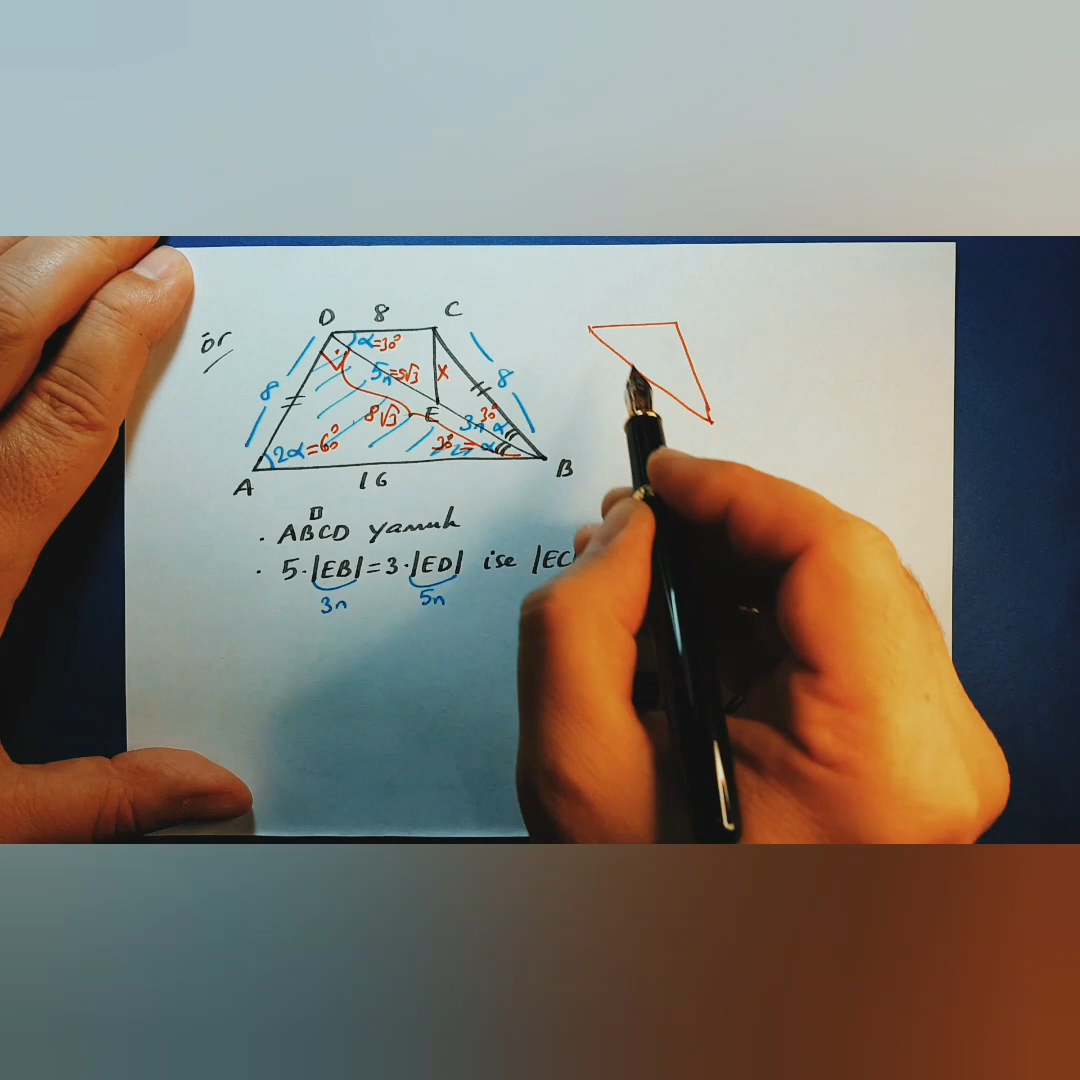 ör
D 8 C
α=30°
5n=5√3 x
8 8
8√3 E 3n 30° α
2α=60° 30°=α
A 16 B
. ABCD yamuk
. 5.|EB|=3.|ED| ise |EC
3n 5n